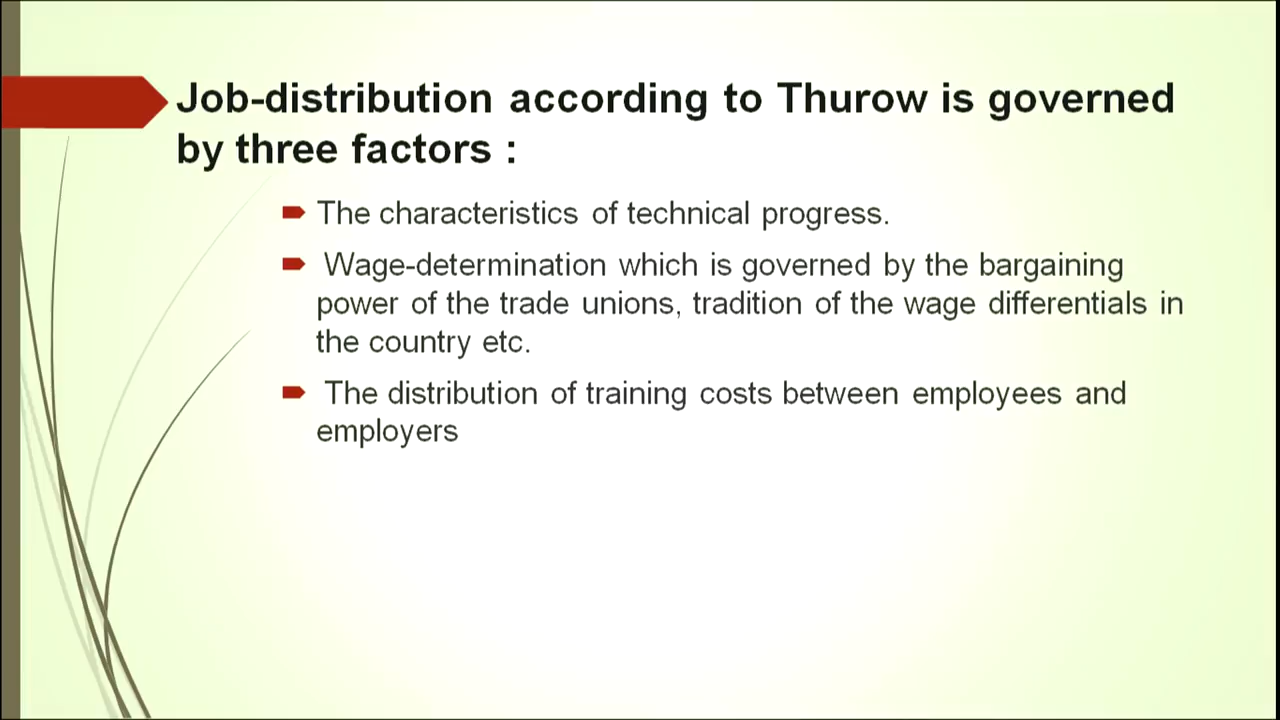 Job-distribution according to Thurow is governed
by three factors :
The characteristics of technical progress.
Wage-determination which is governed by the bargaining
power of the trade unions, tradition of the wage differentials in
the country etc.
The distribution of training costs between employees and
employers